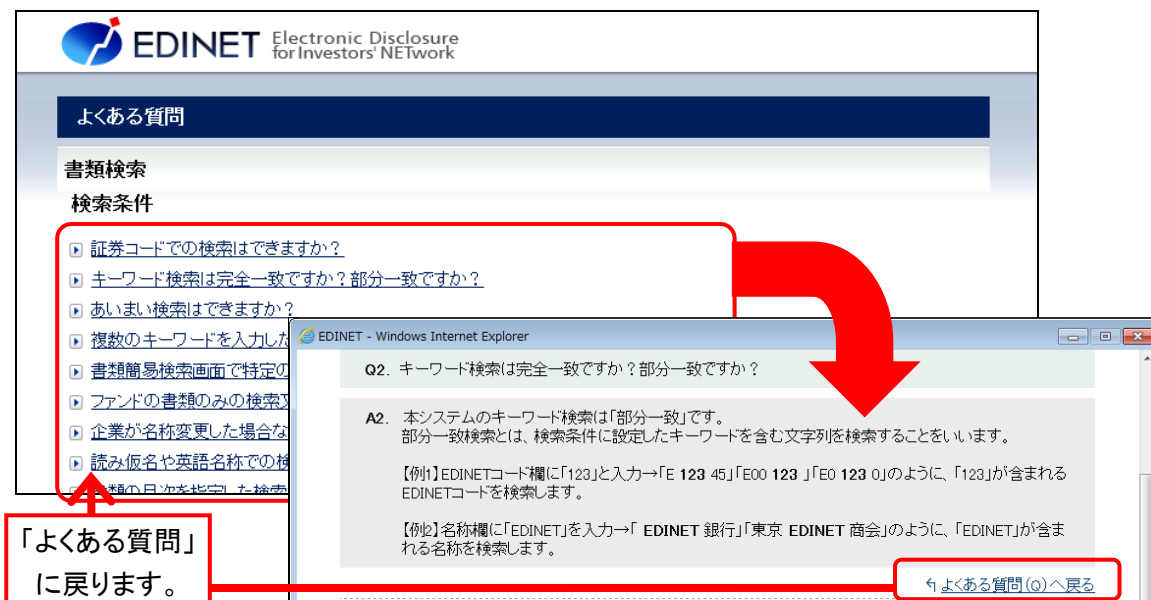 EDINET Electronic Disclosure
for Investors' NETwork
よくある質問
書類検索
検索条件
証券コードでの検索はできますか？
キーワード検索は完全一致ですか？部分一致ですか？
あいまい検索はできますか？
複数のキーワードを入力した
書類簡易検索画面で特定の
ファンドの書類のみの検索
企業が名称変更した場合な
読み仮名や英語名称での検
類の目次を指定した検索
「よくある質問」
に戻ります。
EDINET - Windows Internet Explorer
Q2. キーワード検索は完全一致ですか？部分一致ですか？
A2. 本システムのキーワード検索は「部分一致」です。
部分一致検索とは、検索条件に設定したキーワードを含む文字列を検索することをいいます。
【例1】EDINETコード欄に「123」と入力→「E 123 45」「E00 123 」「E0 123 0」のように、「123」が含まれる
EDINETコードを検索します。
【例2】名称欄に「EDINET」を入力→「 EDINET 銀行」「東京 EDINET 商会」のように、「EDINET」が含ま
れる名称を検索します。
よくある質問(Q)へ戻る